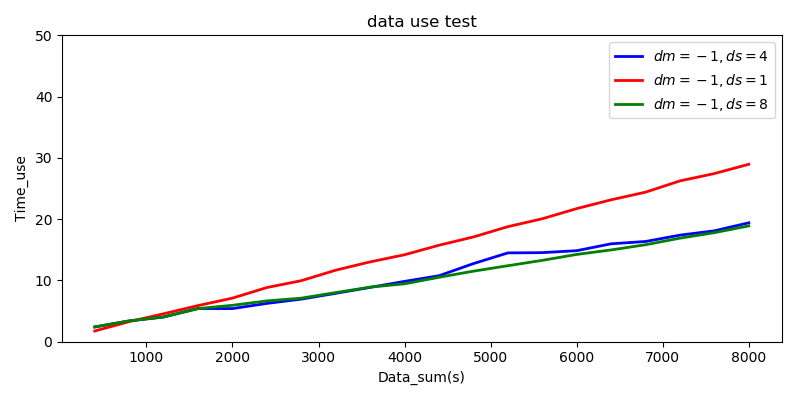 data use test
50
40
30
20
10
0
Time_use
dm = −1, ds = 4
dm = −1, ds = 1
dm = −1, ds = 8
1000 2000 3000 4000 5000 6000 7000 8000
Data_sum(s)